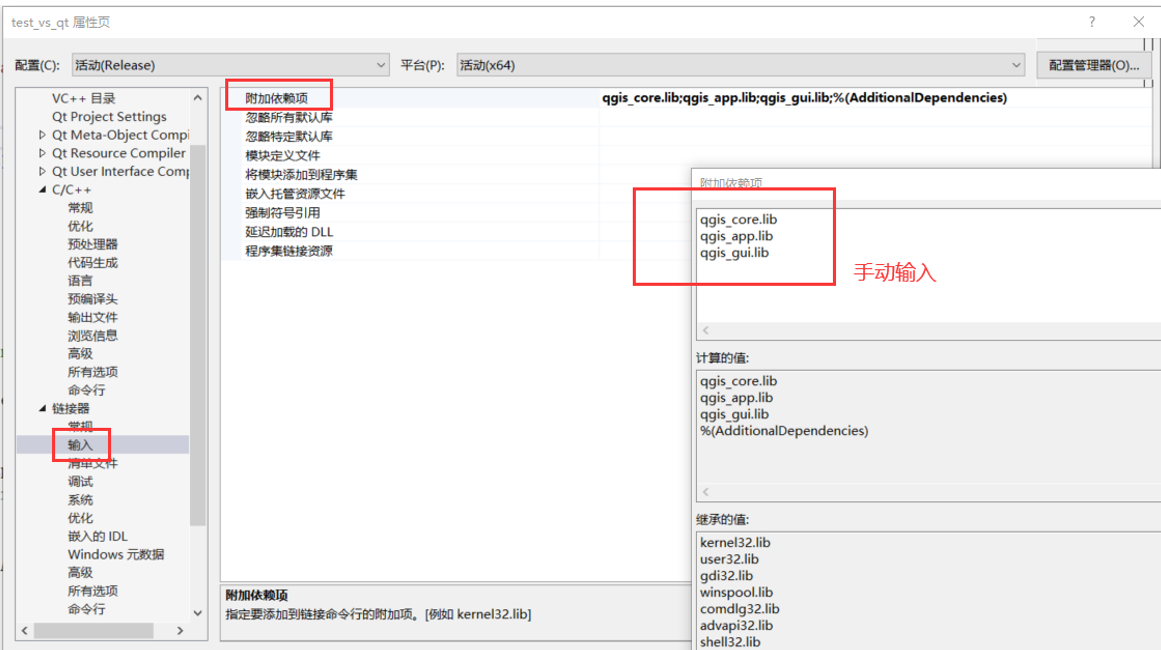 test_vs_qt 属性页
配置(C):
活动(Release)
平台(P):
活动(x64)
配置管理器(O)...
VC++ 目录
Qt Project Settings
Qt Meta-Object Compi
Qt Resource Compiler
Qt User Interface Comp
C/C++
常规
优化
预处理器
代码生成
语言
预编译头
输出文件
浏览信息
高级
所有选项
命令行
链接器
常规
输入
清单文件
调试
系统
优化
嵌入的 IDL
Windows 元数据
高级
所有选项
命令行
附加依赖项
qgis_core.lib;qgis_app.lib;qgis_gui.lib;%(AdditionalDependencies)
忽略所有默认库
忽略特定默认库
模块定义文件
将模块添加到程序集
嵌入托管资源文件
强制符号引用
延迟加载的 DLL
程序集链接资源
附加依赖项
指定要添加到链接命令行的附加项。[例如 kernel32.lib]
附加依赖项
qgis_core.lib
qgis_app.lib
qgis_gui.lib
手动输入
计算的值:
qgis_core.lib
qgis_app.lib
qgis_gui.lib
%(AdditionalDependencies)
继承的值:
kernel32.lib
user32.lib
gdi32.lib
winspool.lib
comdlg32.lib
advapi32.lib
shell32.lib